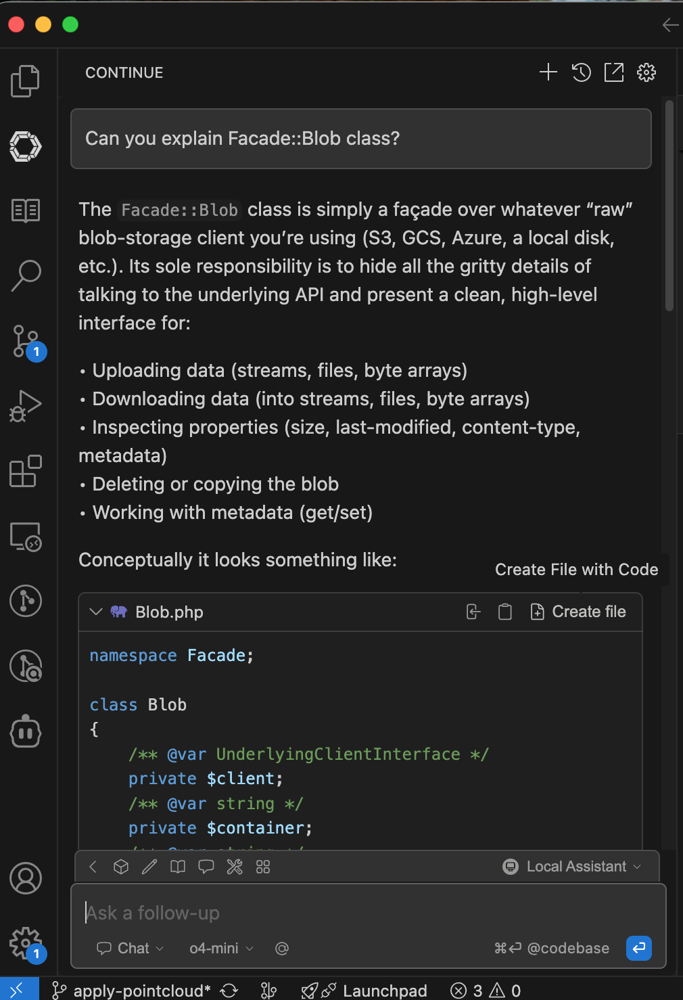 CONTINUE
Can you explain Facade::Blob class?
The Facade::Blob class is simply a façade over whatever “raw”
blob-storage client you’re using (S3, GCS, Azure, a local disk,
etc.). Its sole responsibility is to hide all the gritty details of
talking to the underlying API and present a clean, high-level
interface for:
• Uploading data (streams, files, byte arrays)
• Downloading data (into streams, files, byte arrays)
• Inspecting properties (size, last-modified, content-type,
metadata)
• Deleting or copying the blob
• Working with metadata (get/set)
Conceptually it looks something like:
Create File with Code
Blob.php
Create file
namespace Facade;
class Blob
{
/** @var UnderlyingClientInterface */
private $client;
/** @var string */
private $container;
/** @var string */
Local Assistant
Ask a follow-up
Chat o4-mini @ ⌘⏎ @codebase
1
1
apply-pointcloud* Launchpad 3 0